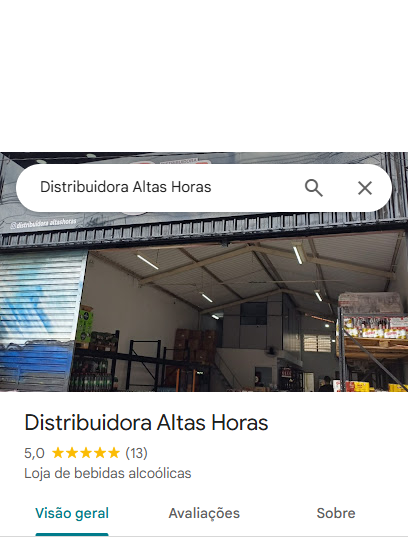 Distribuidora Altas Horas
@distribuidora altashoras
Distribuidora Altas Horas
5,0 ★★★★★ (13)
Loja de bebidas alcoólicas
Visão geral
Avaliações
Sobre